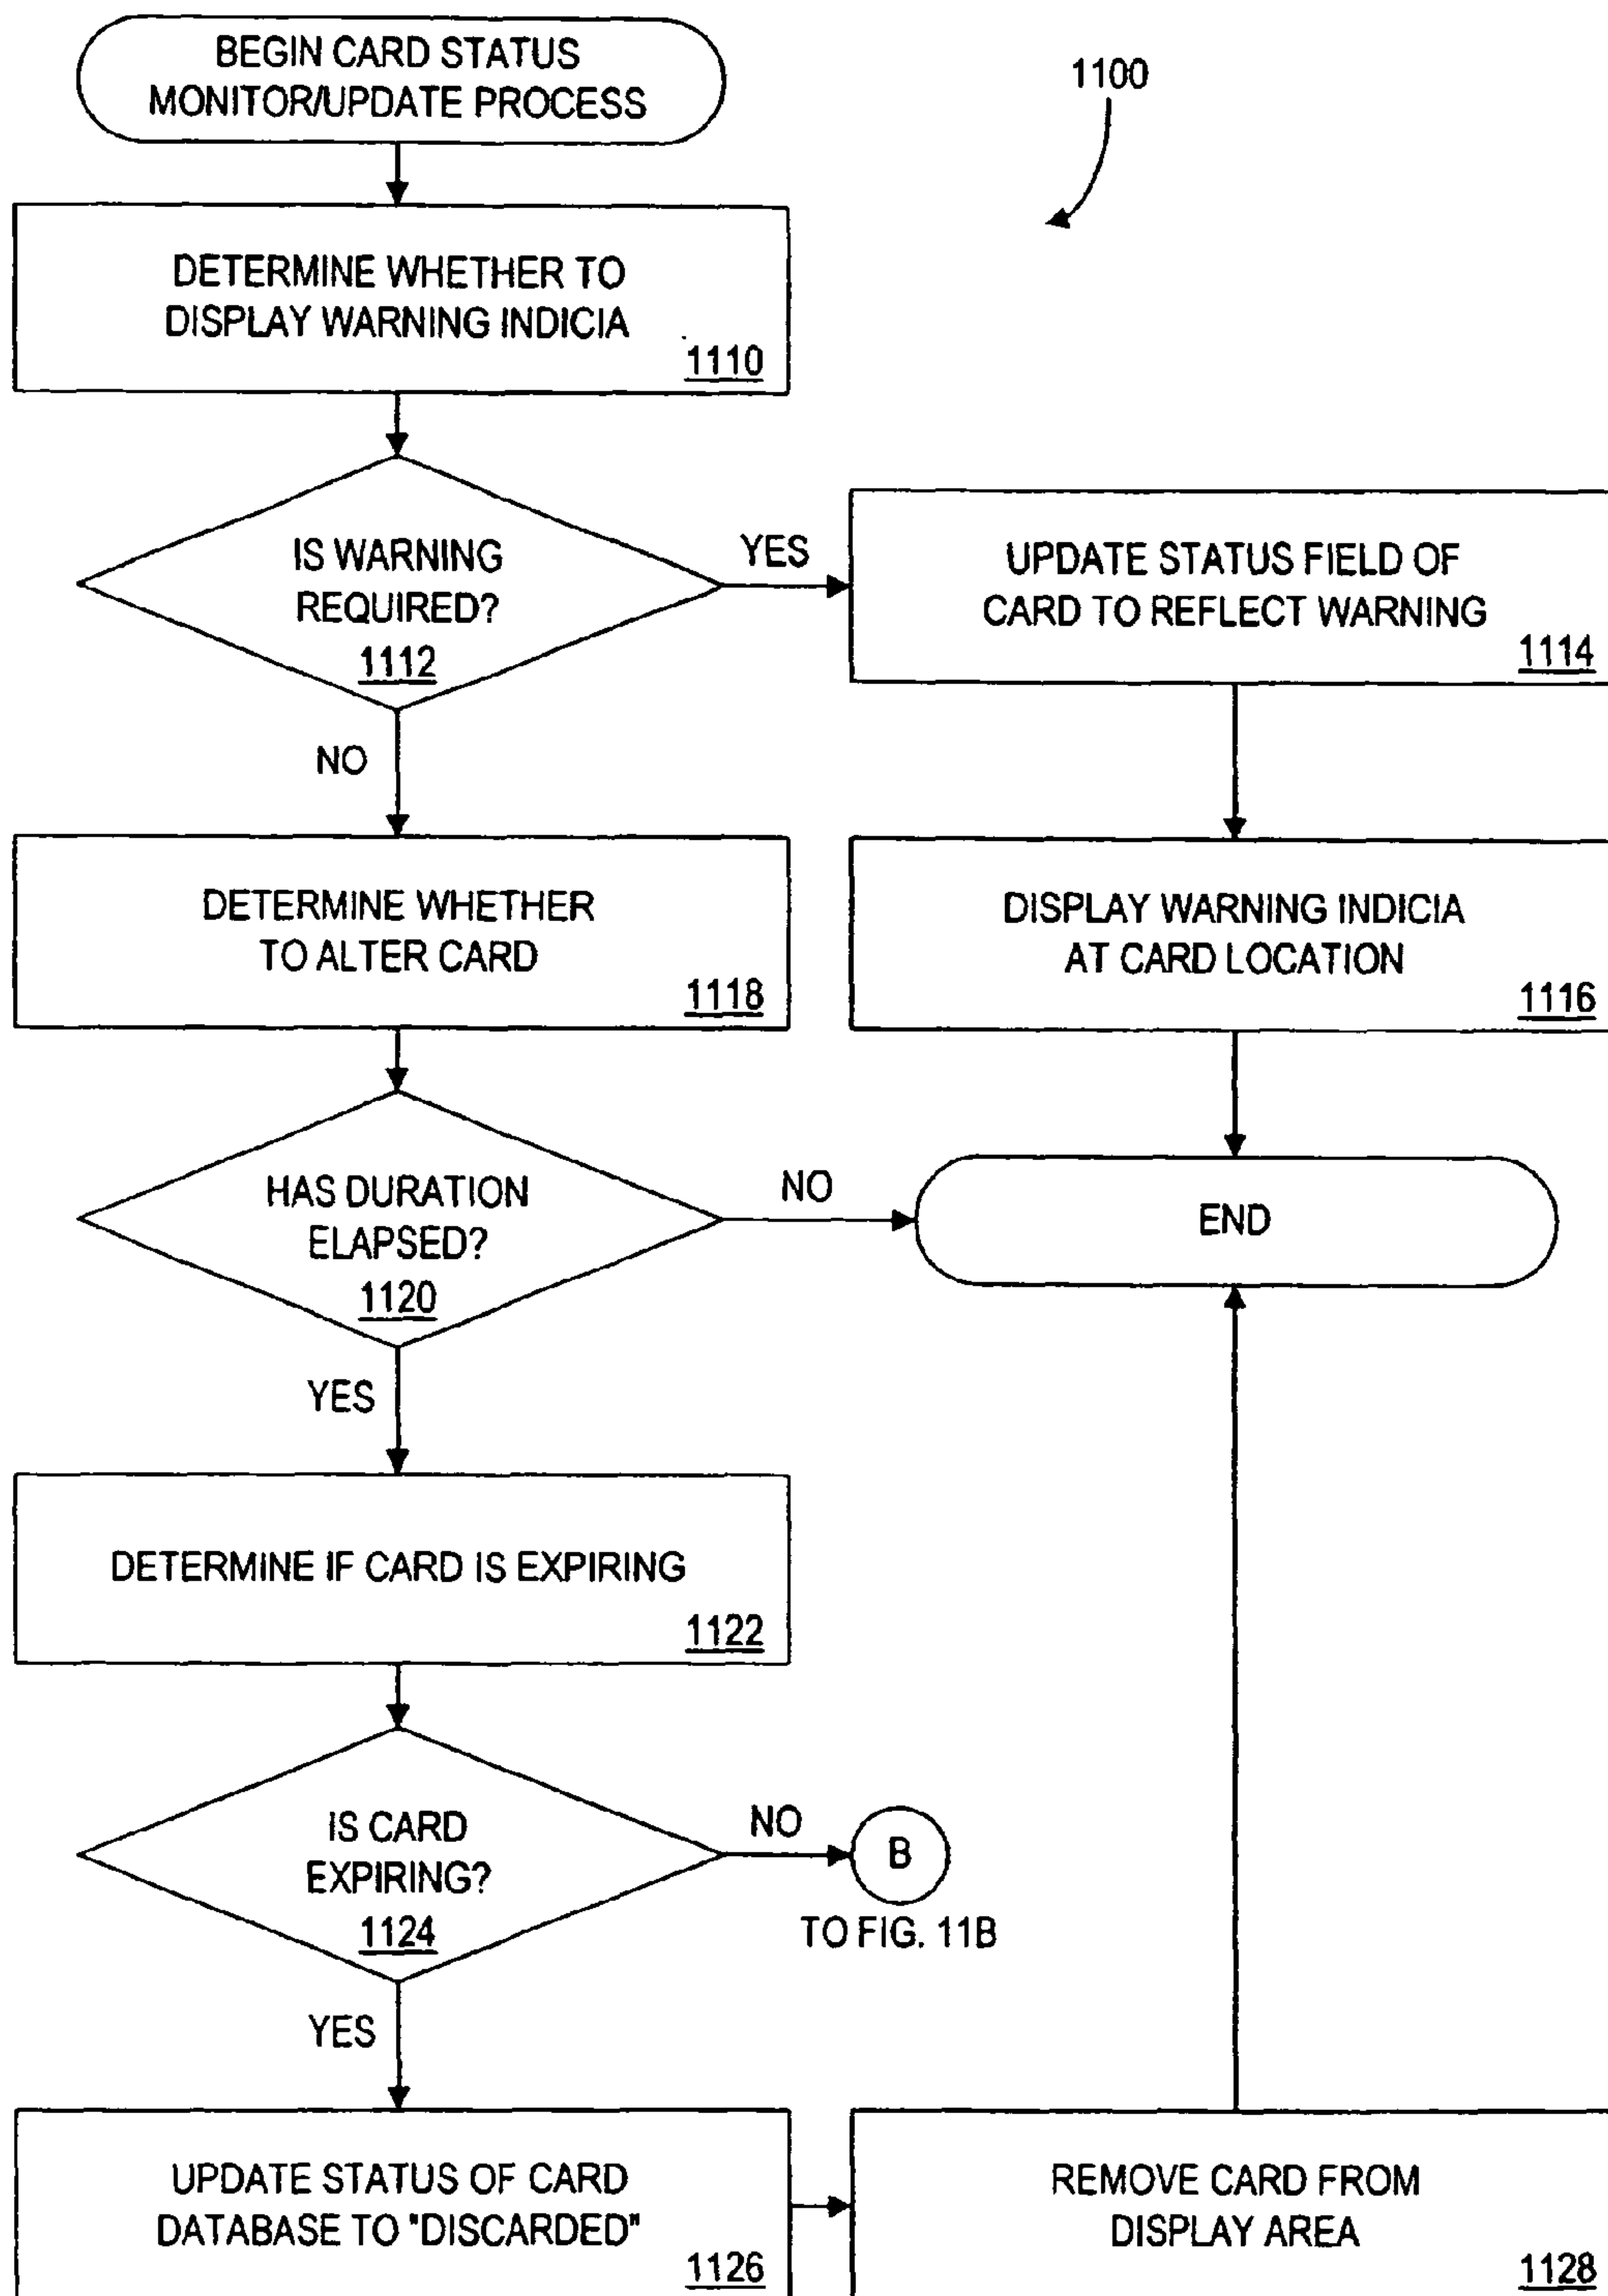 BEGIN CARD STATUS
MONITOR/UPDATE PROCESS
1100
DETERMINE WHETHER TO
DISPLAY WARNING INDICIA
1110
IS WARNING
REQUIRED?
1112
YES
UPDATE STATUS FIELD OF
CARD TO REFLECT WARNING
1114
NO
DETERMINE WHETHER
TO ALTER CARD
1118
DISPLAY WARNING INDICIA
AT CARD LOCATION
1116
HAS DURATION
ELAPSED?
1120
NO
END
YES
DETERMINE IF CARD IS EXPIRING
1122
IS CARD
EXPIRING?
1124
NO
B
TO FIG. 11B
YES
UPDATE STATUS OF CARD
DATABASE TO "DISCARDED"
1126
REMOVE CARD FROM
DISPLAY AREA
1128